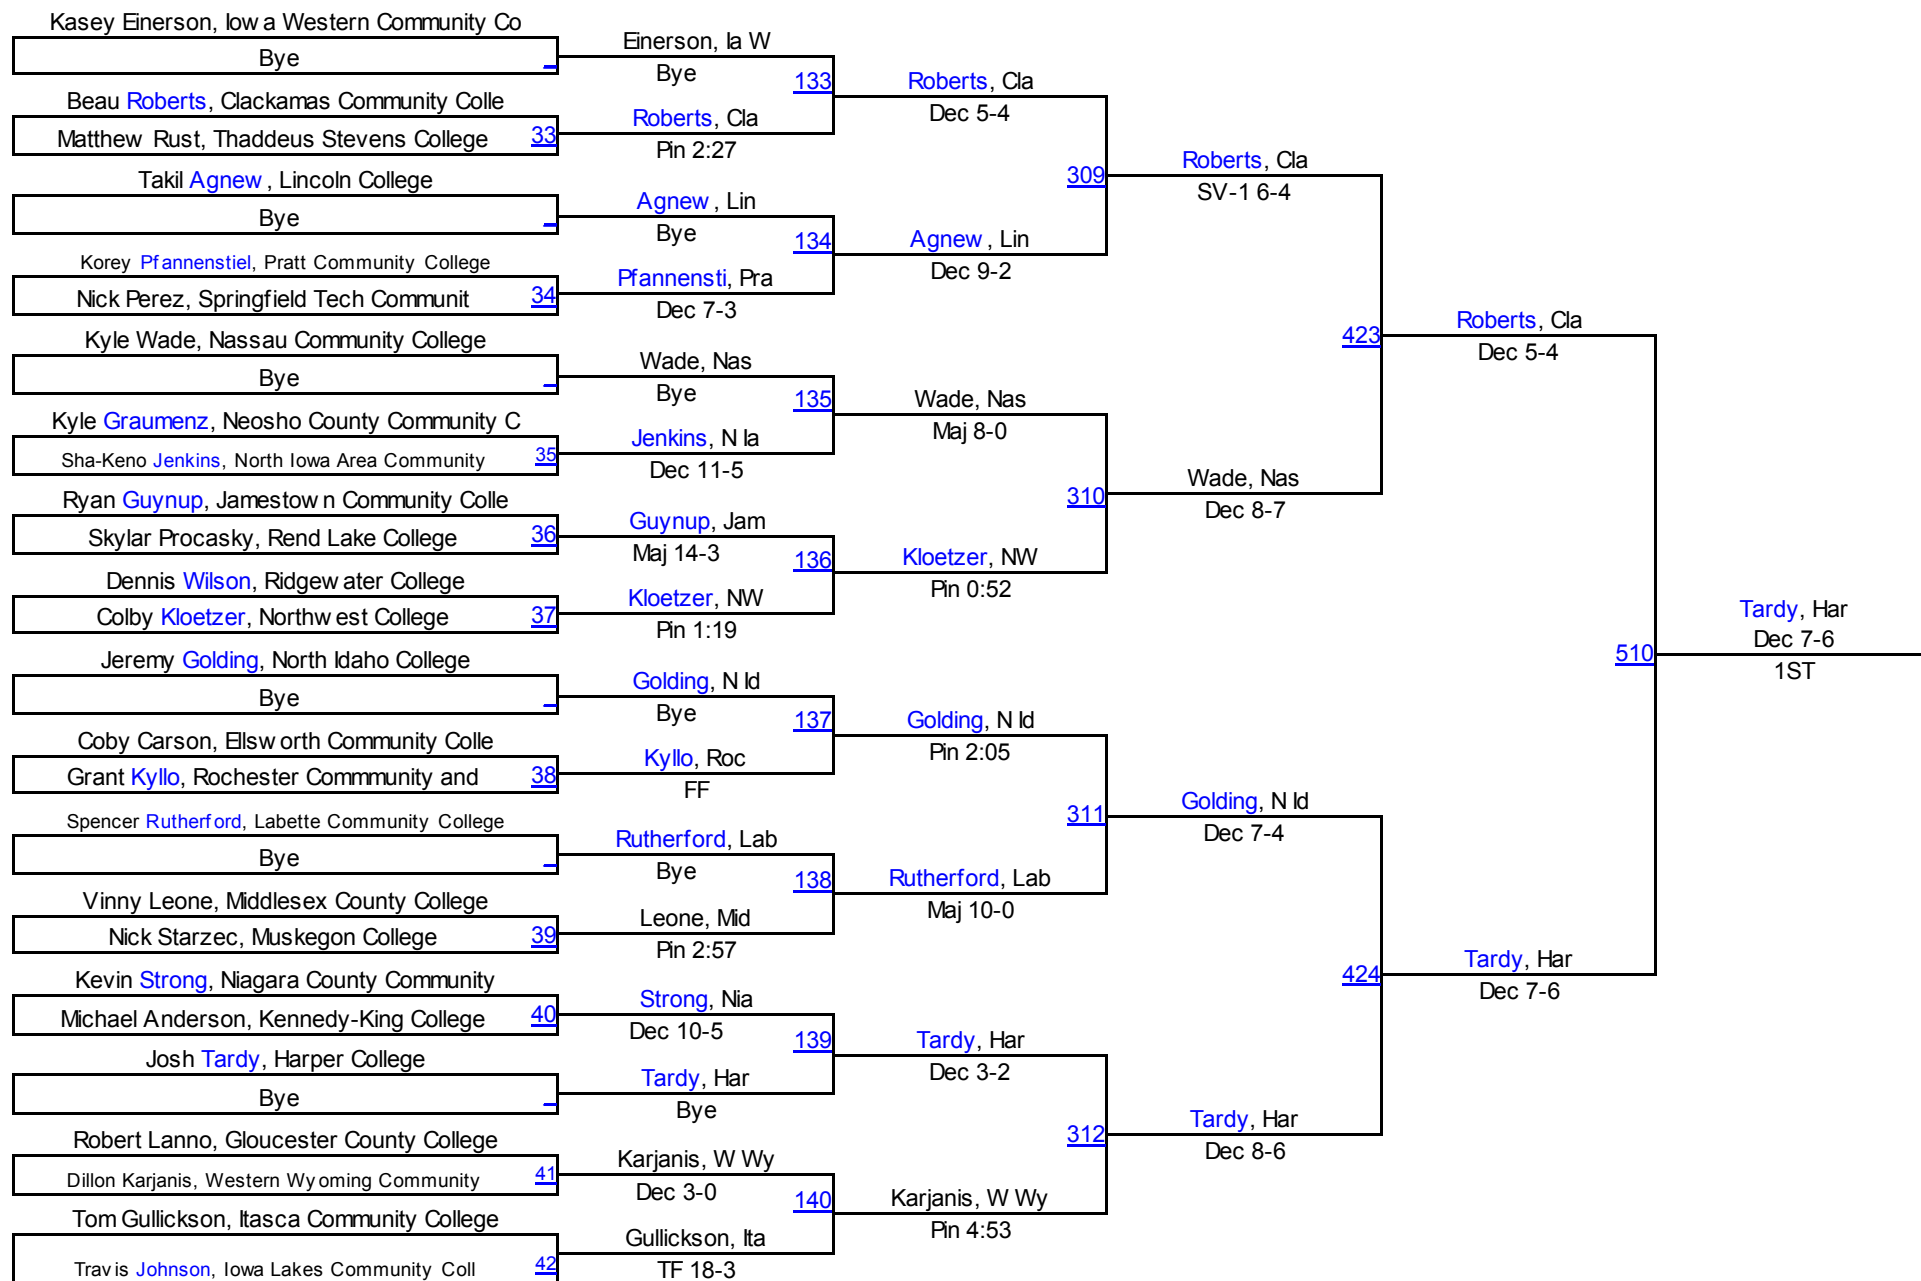 Kasey Einerson, Iowa Western Community Co
Bye
Beau Roberts, Clackamas Community Colle
Matthew Rust, Thaddeus Stevens College 33
Takil Agnew, Lincoln College
Bye
Korey Pfannenstiel, Pratt Community College
Nick Perez, Springfield Tech Communit 34
Kyle Wade, Nassau Community College
Bye
Kyle Graumenz, Neosho County Community C
Sha-Keno Jenkins, North Iowa Area Community 35
Ryan Guynup, Jamestown Community Colle
Skylar Procasky, Rend Lake College 36
Dennis Wilson, Ridgewater College
Colby Kloetzer, Northwest College 37
Jeremy Golding, North Idaho College
Bye
Coby Carson, Ellsworth Community Colle
Grant Kyllo, Rochester Commmunity and 38
Spencer Rutherford, Labette Community College
Bye
Vinny Leone, Middlesex County College
Nick Starzec, Muskegon College 39
Kevin Strong, Niagara County Community
Michael Anderson, Kennedy-King College 40
Josh Tardy, Harper College
Bye
Robert Lanno, Gloucester County College
Dillon Karjanis, Western Wyoming Community 41
Tom Gullickson, Itasca Community College
Travis Johnson, Iowa Lakes Community Coll 42
Einerson, Ia W
Bye
133
Roberts, Cla
Pin 2:27
Agnew, Lin
Bye
134
Pfannensti, Pra
Dec 7-3
Wade, Nas
Bye
135
Jenkins, N Ia
Dec 11-5
Guynup, Jam
Maj 14-3
136
Kloetzer, NW
Pin 1:19
Golding, N Id
Bye
137
Kyllo, Roc
FF
Rutherford, Lab
Bye
138
Leone, Mid
Pin 2:57
Strong, Nia
Dec 10-5
139
Tardy, Har
Bye
Karjanis, W Wy
Dec 3-0
140
Gullickson, Ita
TF 18-3
Roberts, Cla
Dec 5-4
309
Agnew, Lin
Dec 9-2
Wade, Nas
Maj 8-0
310
Kloetzer, NW
Pin 0:52
Golding, N Id
Pin 2:05
311
Rutherford, Lab
Maj 10-0
Tardy, Har
Dec 3-2
312
Karjanis, W Wy
Pin 4:53
Roberts, Cla
SV-1 6-4
423
Wade, Nas
Dec 8-7
Golding, N Id
Dec 7-4
424
Tardy, Har
Dec 8-6
Roberts, Cla
Dec 5-4
510
Tardy, Har
Dec 7-6
Tardy, Har
Dec 7-6
1ST